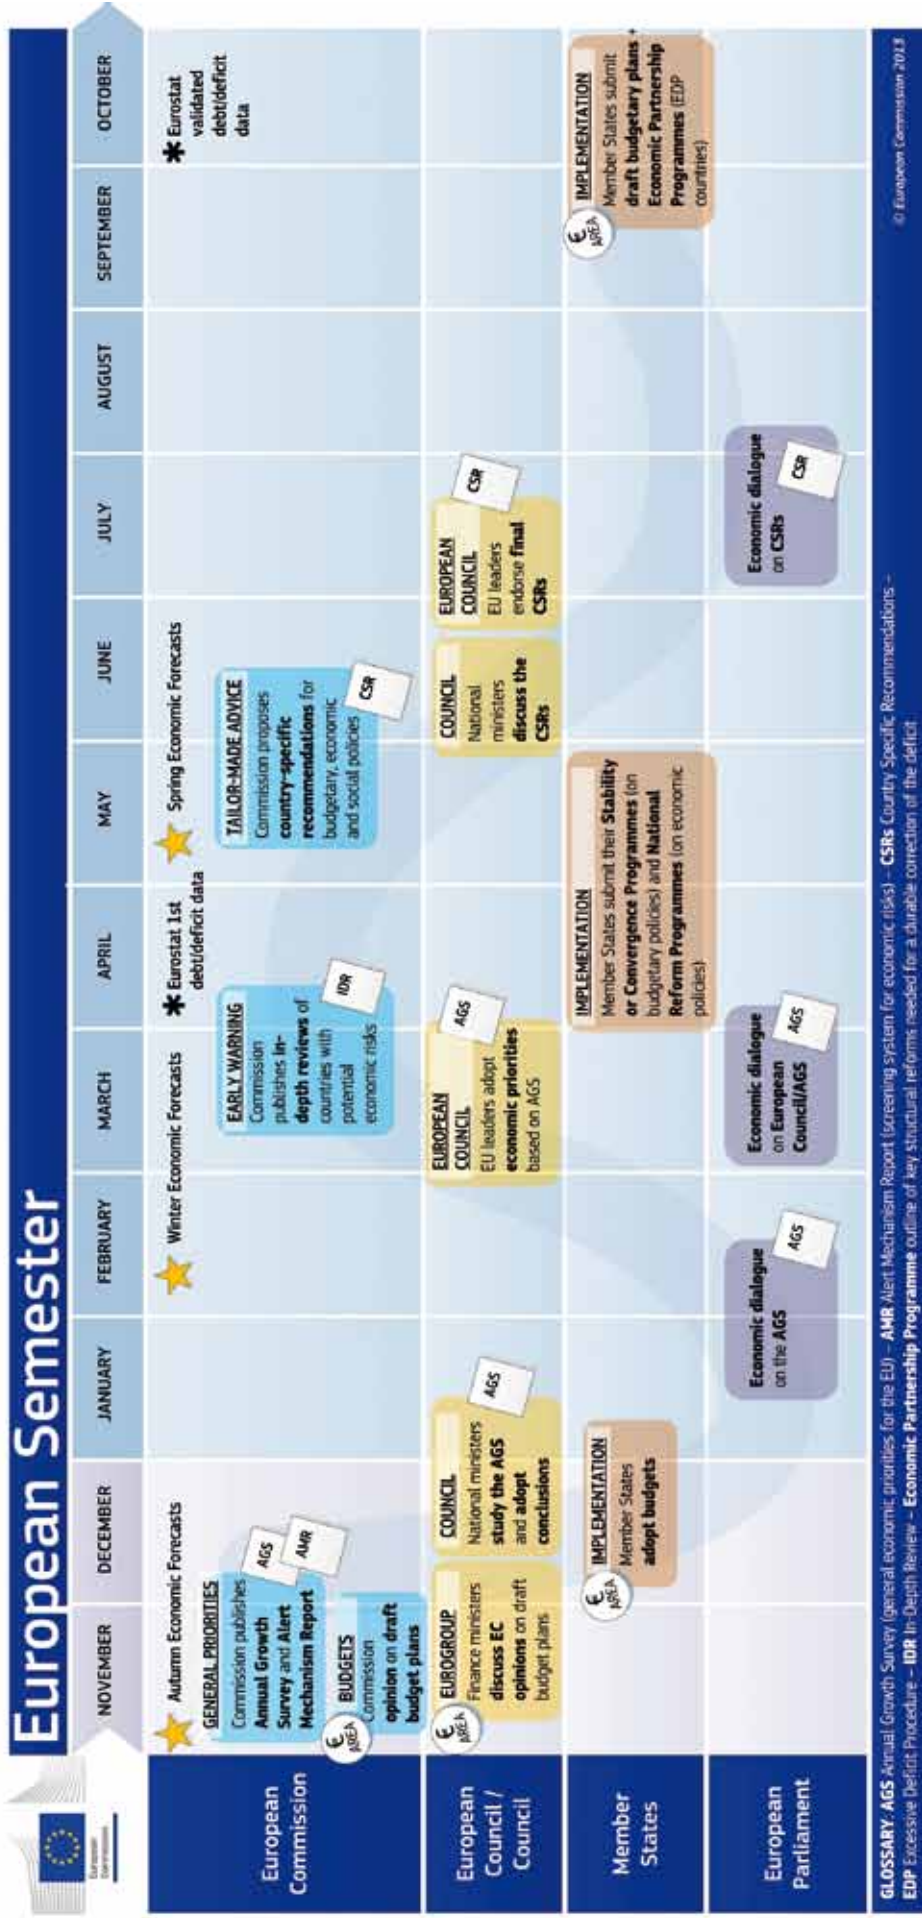 European Semester
European
Commission
NOVEMBER
DECEMBER
JANUARY
FEBRUARY
MARCH
APRIL
MAY
JUNE
JULY
AUGUST
SEPTEMBER
OCTOBER
European
Commission
Autumn Economic Forecasts
Winter Economic Forecasts
Eurostat 1st
debt/deficit data
Spring Economic Forecasts
Eurostat
validated
debt/deficit
data
GENERAL PRIORITIES
Commission publishes
Annual Growth
Survey and Alert
Mechanism Report
AGS
AMR
€
AREA
BUDGETS
Commission
opinion on draft
budget plans
EARLY WARNING
Commission
publishes in-
depth reviews of
countries with
potential
economic risks
IDR
TAILOR-MADE ADVICE
Commission proposes
country-specific
recommendations for
budgetary, economic
and social policies
CSR
European
Council /
Council
€
AREA
EUROGROUP
Finance ministers
discuss EC
opinions on draft
budget plans
COUNCIL
National ministers
study the AGS
and adopt
conclusions
AGS
EUROPEAN
COUNCIL
EU leaders adopt
economic priorities
based on AGS
AGS
COUNCIL
National
ministers
discuss the
CSRs
EUROPEAN
COUNCIL
EU leaders
endorse final
CSRs
CSR
Member
States
€
AREA
IMPLEMENTATION
Member States
adopt budgets
IMPLEMENTATION
Member States submit their Stability
or Convergence Programmes (on
budgetary policies) and National
Reform Programmes (on economic
policies)
€
AREA
IMPLEMENTATION
Member States submit
draft budgetary plans +
Economic Partnership
Programmes (EDP
countries)
European
Parliament
Economic dialogue
on the AGS
AGS
Economic dialogue
on European
Council/AGS
AGS
Economic dialogue
on CSRs
CSR
GLOSSARY: AGS Annual Growth Survey (general economic priorities for the EU) – AMR Alert Mechanism Report (screening system for economic risks) – CSRs Country Specific Recommendations –
EDP Excessive Deficit Procedure – IDR In-Depth Review – Economic Partnership Programme outline of key structural reforms needed for a durable correction of the deficit
© European Commission 2013